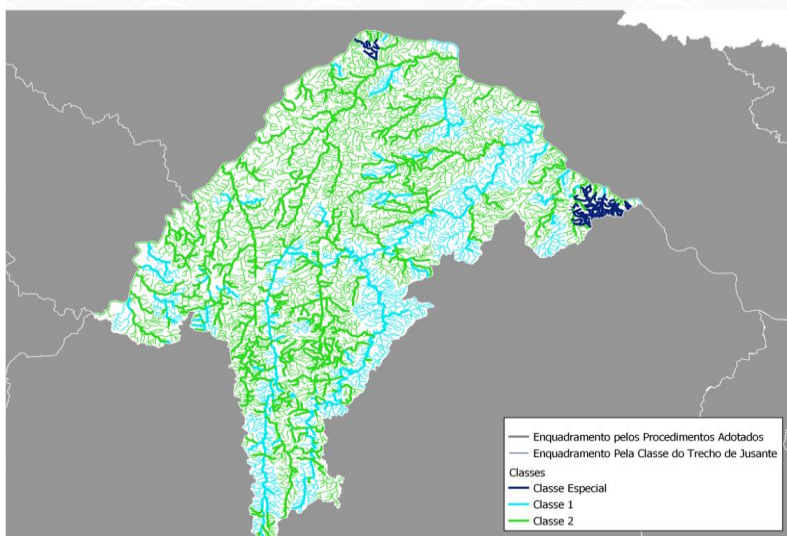 Enquadramento pelos Procedimentos Adotados
Enquadramento Pela Classe do Trecho de Jusante
Classes
Classe Especial
Classe 1
Classe 2